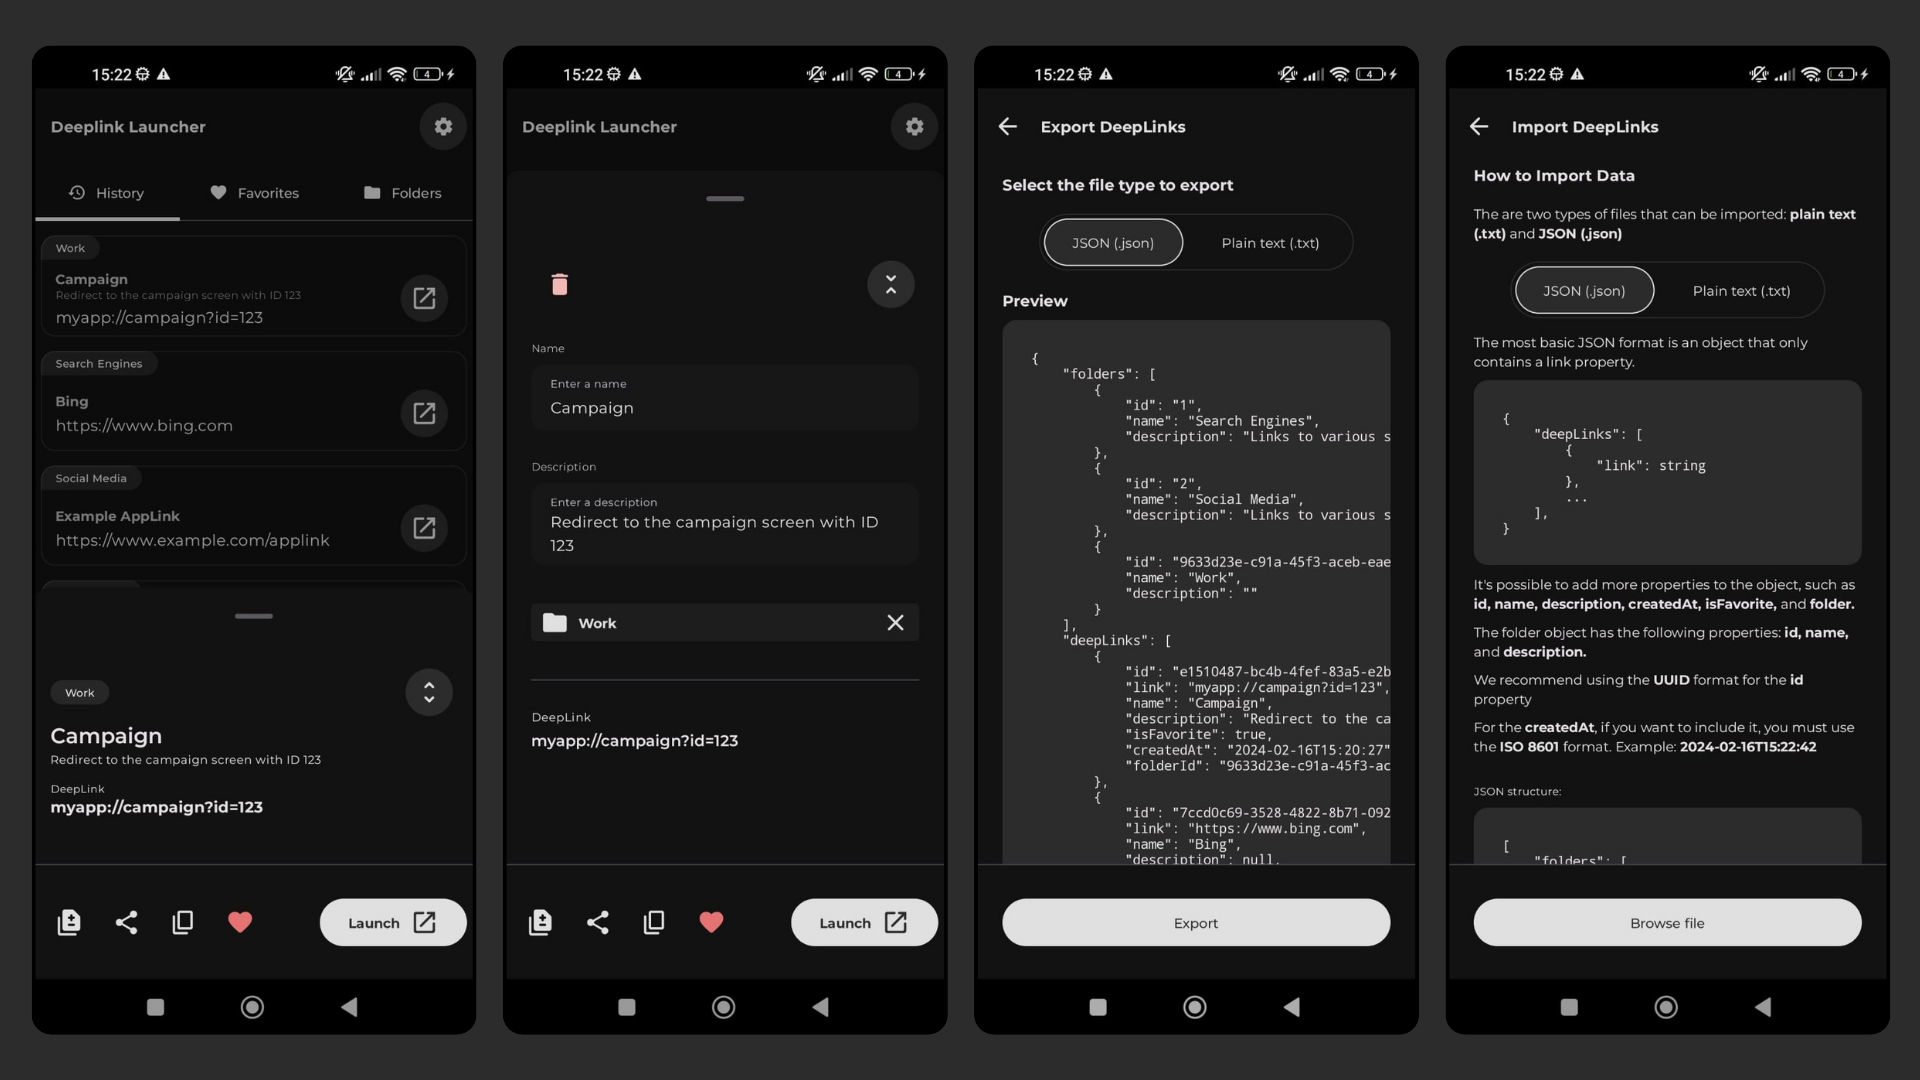 15:22
4
Deeplink Launcher
History
Favorites
Folders
Work
Campaign
Redirect to the campaign screen with ID 123
myapp://campaign?id=123
Search Engines
Bing
https://www.bing.com
Social Media
Example AppLink
https://www.example.com/applink
Work
Campaign
Redirect to the campaign screen with ID 123
DeepLink
myapp://campaign?id=123
Launch
15:22
4
Deeplink Launcher
Name
Enter a name
Campaign
Description
Enter a description
Redirect to the campaign screen with ID
123
Work
DeepLink
myapp://campaign?id=123
Launch
15:22
4
Export DeepLinks
Select the file type to export
JSON (.json)
Plain text (.txt)
Preview
{
"folders": [
{
"id": "1",
"name": "Search Engines",
"description": "Links to various s
},
{
"id": "2",
"name": "Social Media",
"description": "Links to various s
},
{
"id": "9633d23e-c91a-45f3-aceb-eae
"name": "Work",
"description": ""
}
],
"deepLinks": [
{
"id": "e1510487-bc4b-4fef-83a5-e2b
"link": "myapp://campaign?id=123",
"name": "Campaign",
"description": "Redirect to the ca
"isFavorite": true,
"createdAt": "2024-02-16T15:20:27"
"folderId": "9633d23e-c91a-45f3-ac
},
{
"id": "7ccd0c69-3528-4822-8b71-092
"link": "https://www.bing.com",
"name": "Bing",
"description": null,
Export
15:22
4
Import DeepLinks
How to Import Data
The are two types of files that can be imported: plain text
(.txt) and JSON (.json)
JSON (.json)
Plain text (.txt)
The most basic JSON format is an object that only
contains a link property.
{
"deepLinks": [
{
"link": string
},
...
],
}
It's possible to add more properties to the object, such as
id, name, description, createdAt, isFavorite, and folder.
The folder object has the following properties: id, name,
and description.
We recommend using the UUID format for the id
property
For the createdAt, if you want to include it, you must use
the ISO 8601 format. Example: 2024-02-16T15:22:42
JSON structure:
[
"folders": [
Browse file